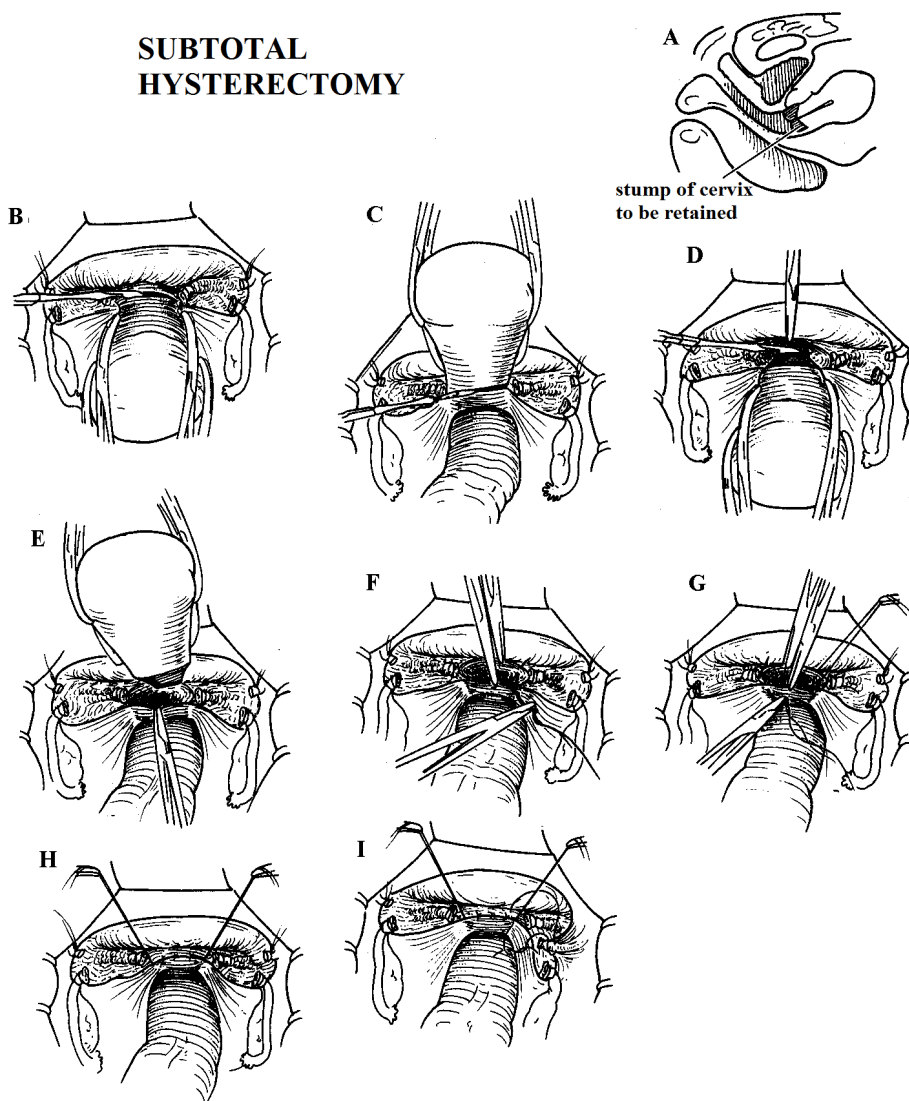 SUBTOTAL
HYSTERECTOMY
A
stump of cervix
to be retained
B
C
D
E
F
G
H
I